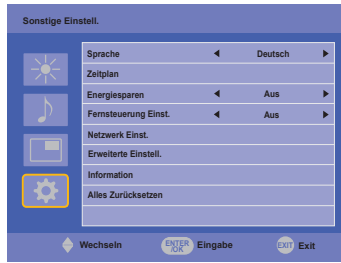 Sonstige Einstell.
Sprache Deutsch
Zeitplan
Energiesparen Aus
Fernsteuerung Einst. Aus
Netzwerk Einst.
Erweiterte Einstell.
Information
Alles Zurücksetzen
Wechseln ENTER /OK Eingabe EXIT Exit